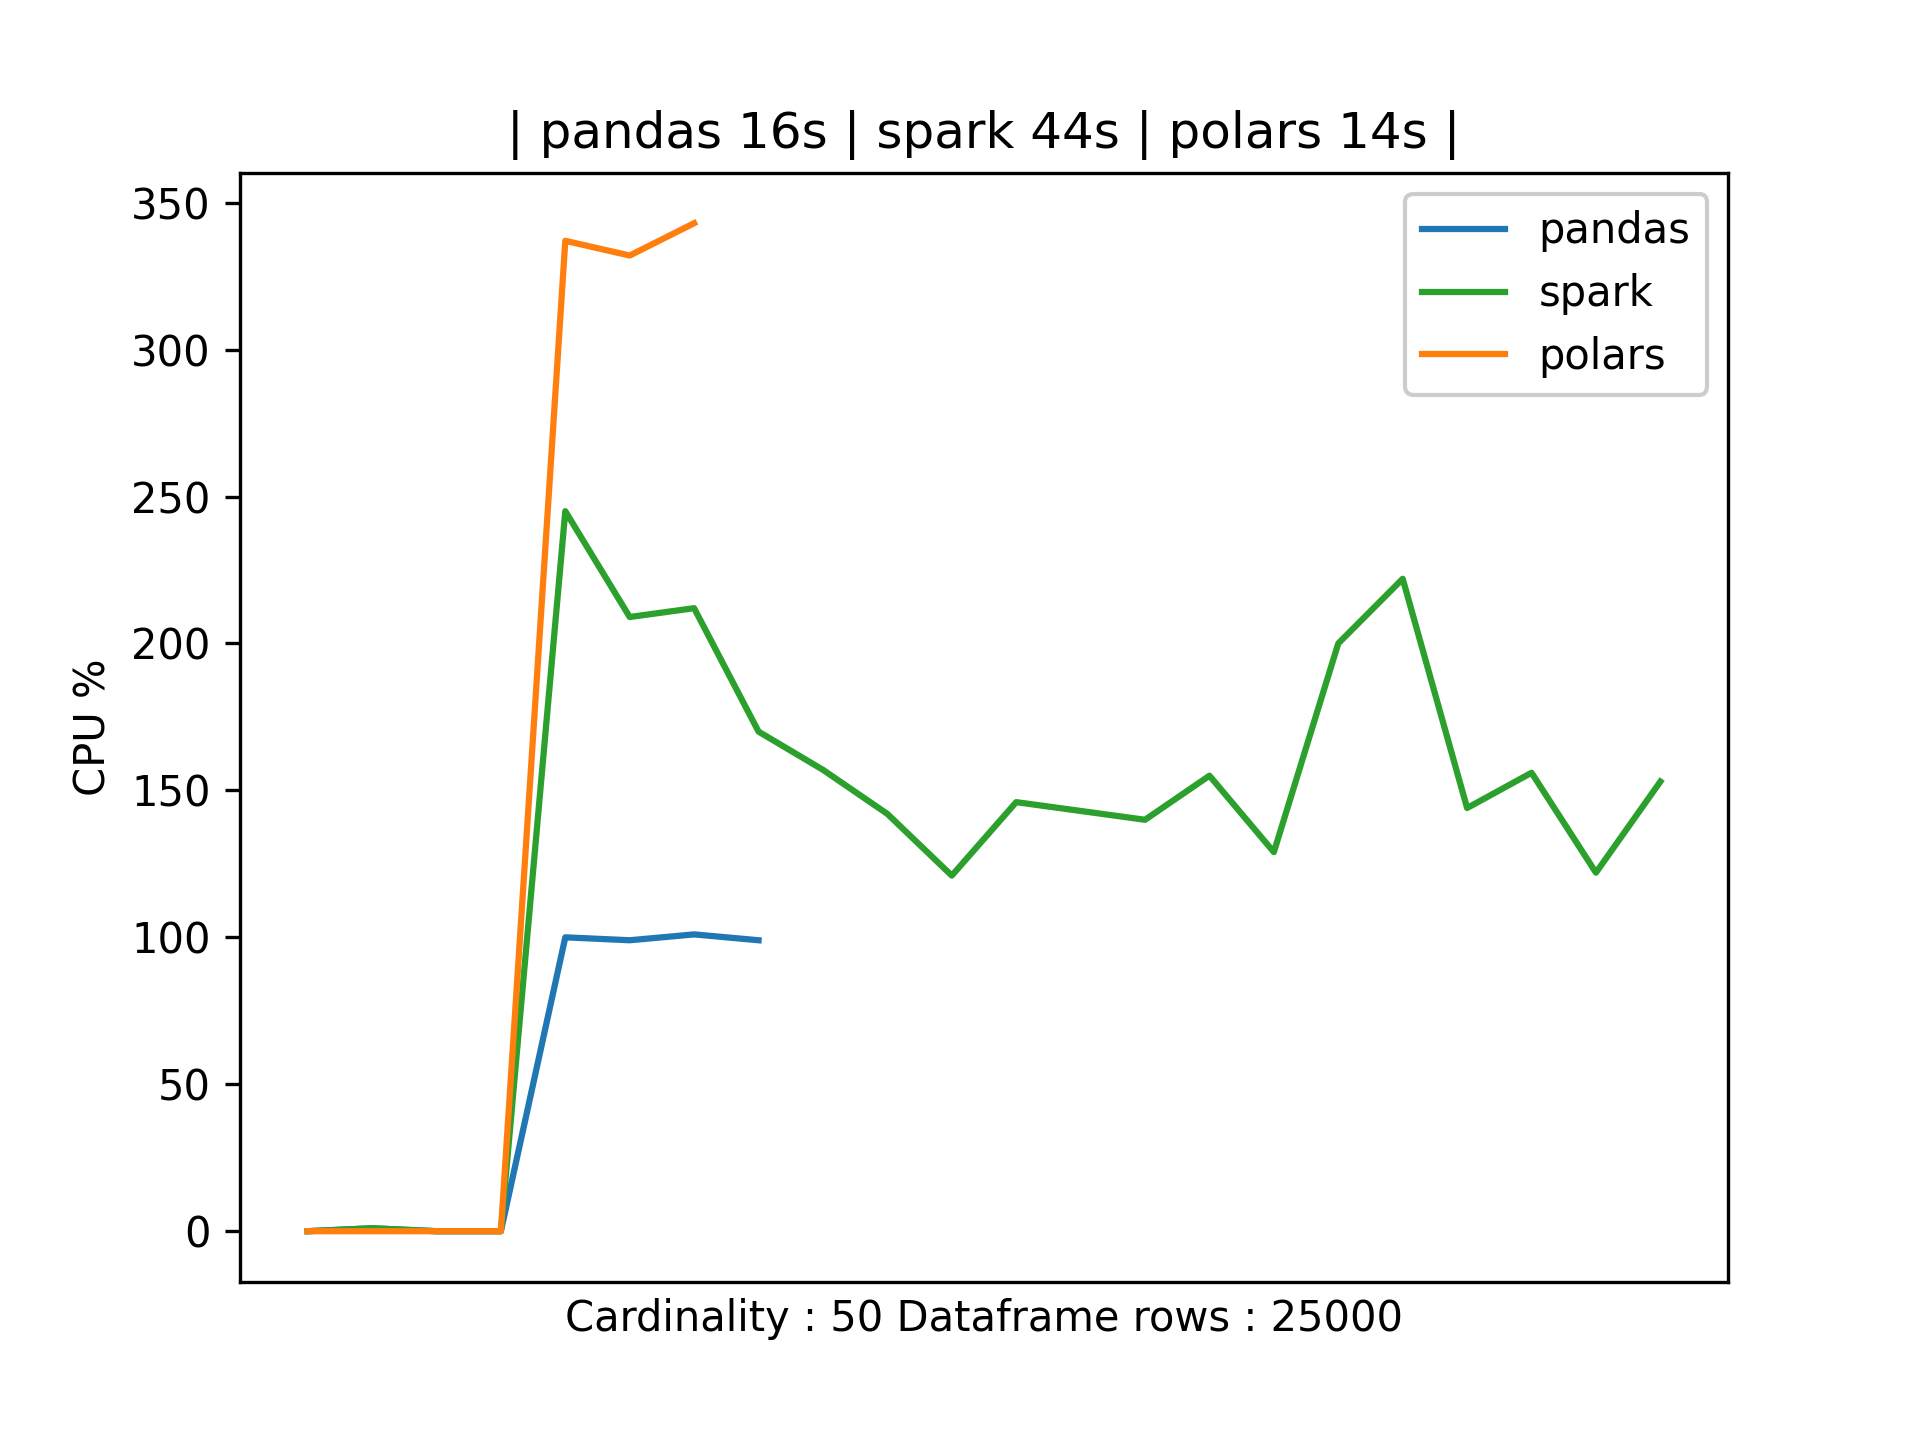 | pandas 16s | spark 44s | polars 14s |
350
300
250
200
150
100
50
0
CPU %
pandas
spark
polars
Cardinality : 50 Dataframe rows : 25000